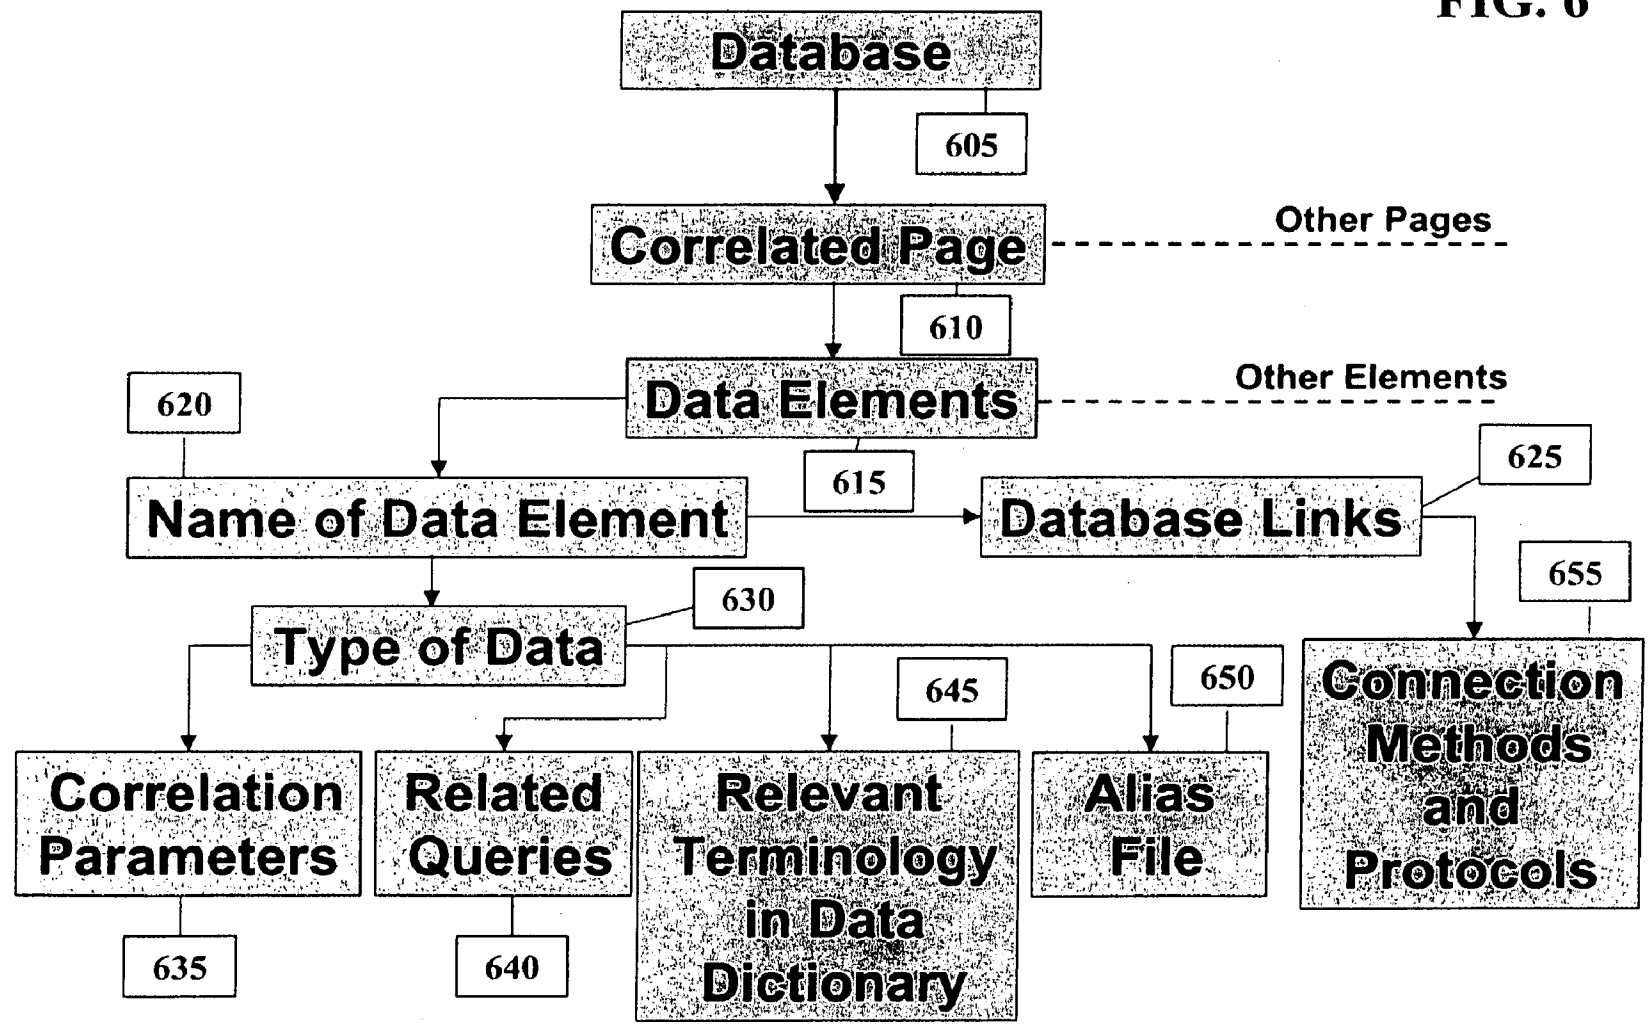 FIG. 6
Database
605
Correlated Page
Other Pages
610
Data Elements
Other Elements
620
615
625
Name of Data Element
Database Links
655
630
Type of Data
645
650
Connection
Methods
and
Protocols
Correlation
Parameters
Related
Queries
Relevant
Terminology
in Data
Dictionary
Alias
File
635
640